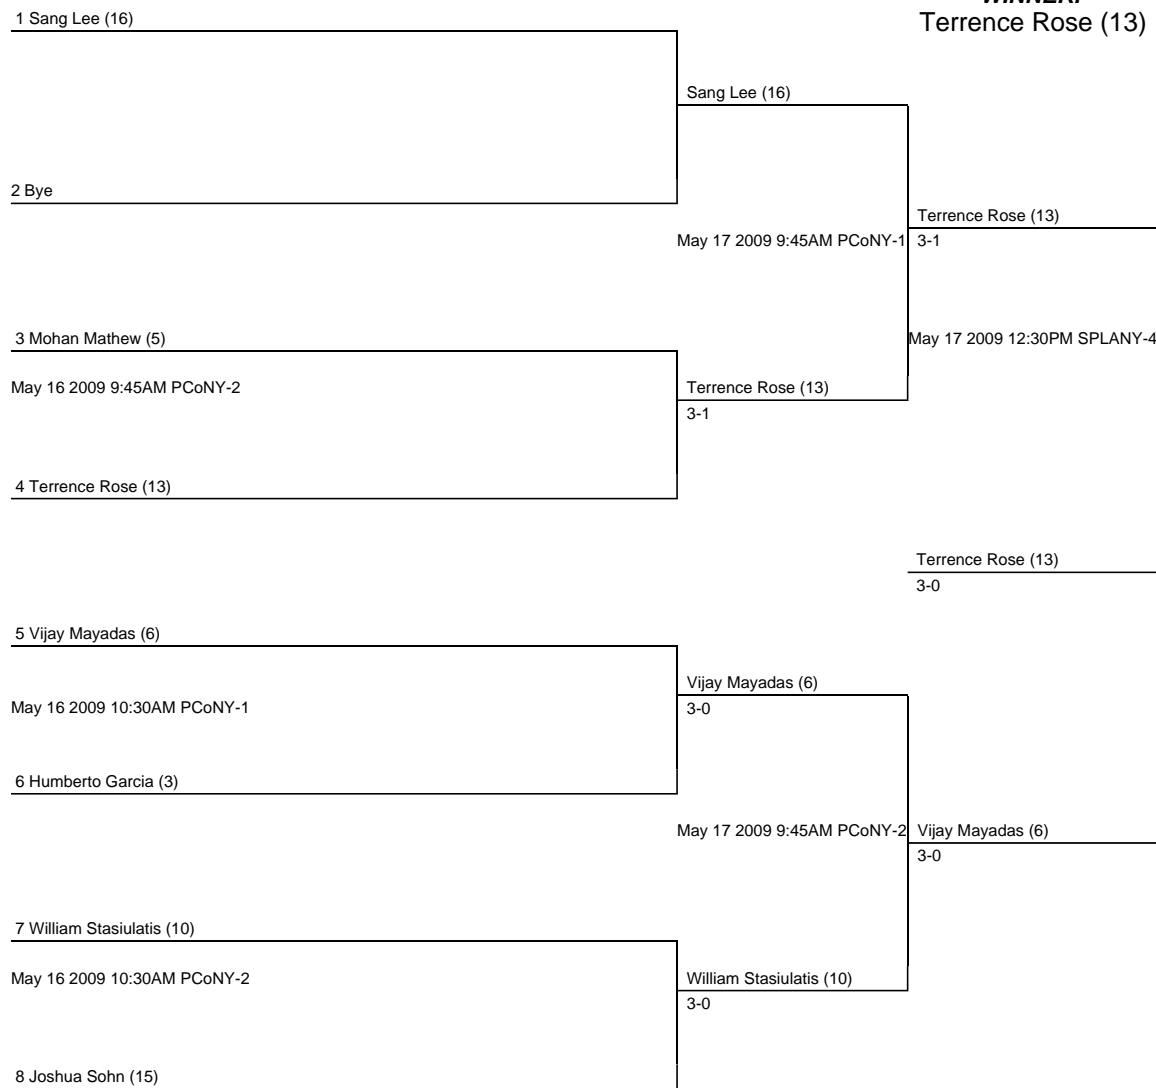 Terrence Rose (13)
1 Sang Lee (16)
Sang Lee (16)
2 Bye
Terrence Rose (13)
May 17 2009 9:45AM PCoNY-1
3-1
3 Mohan Mathew (5)
May 17 2009 12:30PM SPLANY-4
May 16 2009 9:45AM PCoNY-2
Terrence Rose (13)
3-1
4 Terrence Rose (13)
Terrence Rose (13)
3-0
5 Vijay Mayadas (6)
Vijay Mayadas (6)
May 16 2009 10:30AM PCoNY-1
3-0
6 Humberto Garcia (3)
May 17 2009 9:45AM PCoNY-2
Vijay Mayadas (6)
3-0
7 William Stasiulatis (10)
May 16 2009 10:30AM PCoNY-2
William Stasiulatis (10)
3-0
8 Joshua Sohn (15)